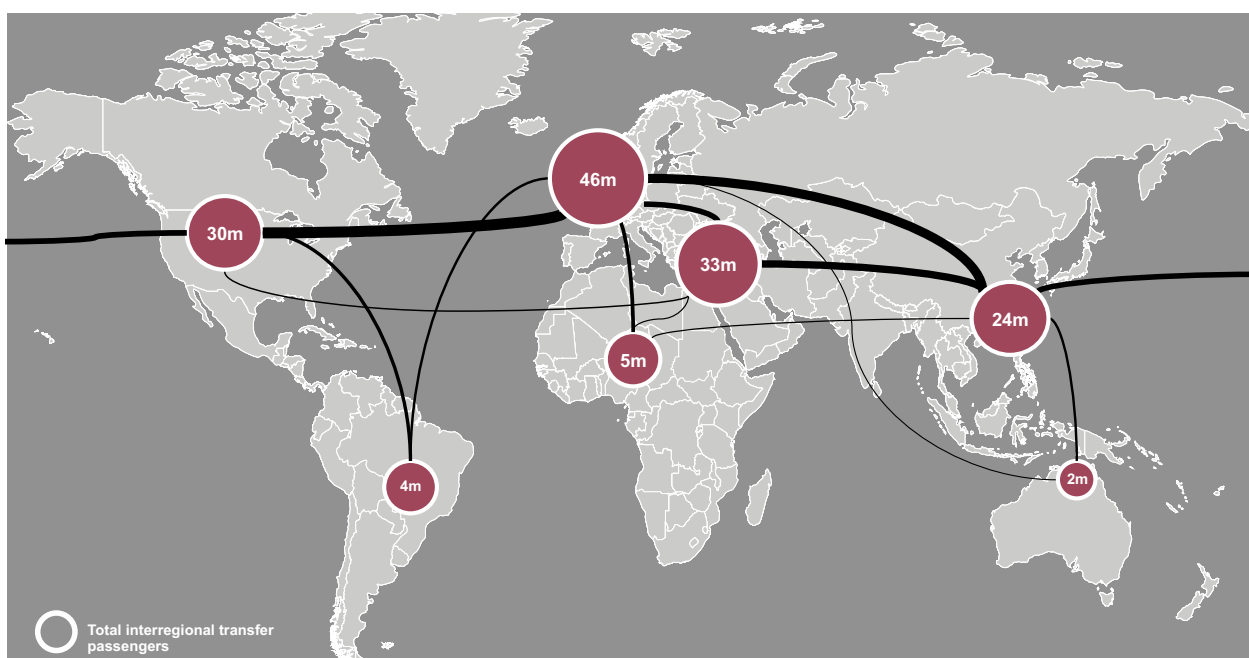 46m
30m
33m
24m
5m
4m
2m
Total interregional transfer
passengers